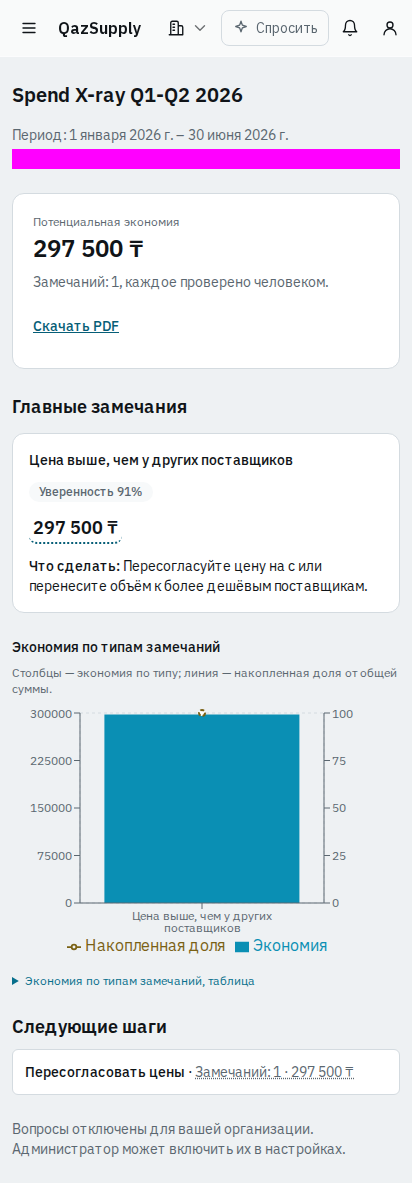 QazSupply
Спросить
Spend X-ray Q1-Q2 2026
Период: 1 января 2026 г. – 30 июня 2026 г.
Потенциальная экономия
297 500 ₸
Замечаний: 1, каждое проверено человеком.
Скачать PDF
Главные замечания
Цена выше, чем у других поставщиков
Уверенность 91%
297 500 ₸
Что сделать: Пересогласуйте цену на с или
перенесите объём к более дешёвым поставщикам.
Экономия по типам замечаний
Столбцы — экономия по типу; линия — накопленная доля от общей
суммы.
300000 100
225000 75
150000 50
75000 25
0 0
Цена выше, чем у других
поставщиков
Накопленная доля Экономия
Экономия по типам замечаний, таблица
Следующие шаги
Пересогласовать цены · Замечаний: 1 · 297 500 ₸
Вопросы отключены для вашей организации.
Администратор может включить их в настройках.